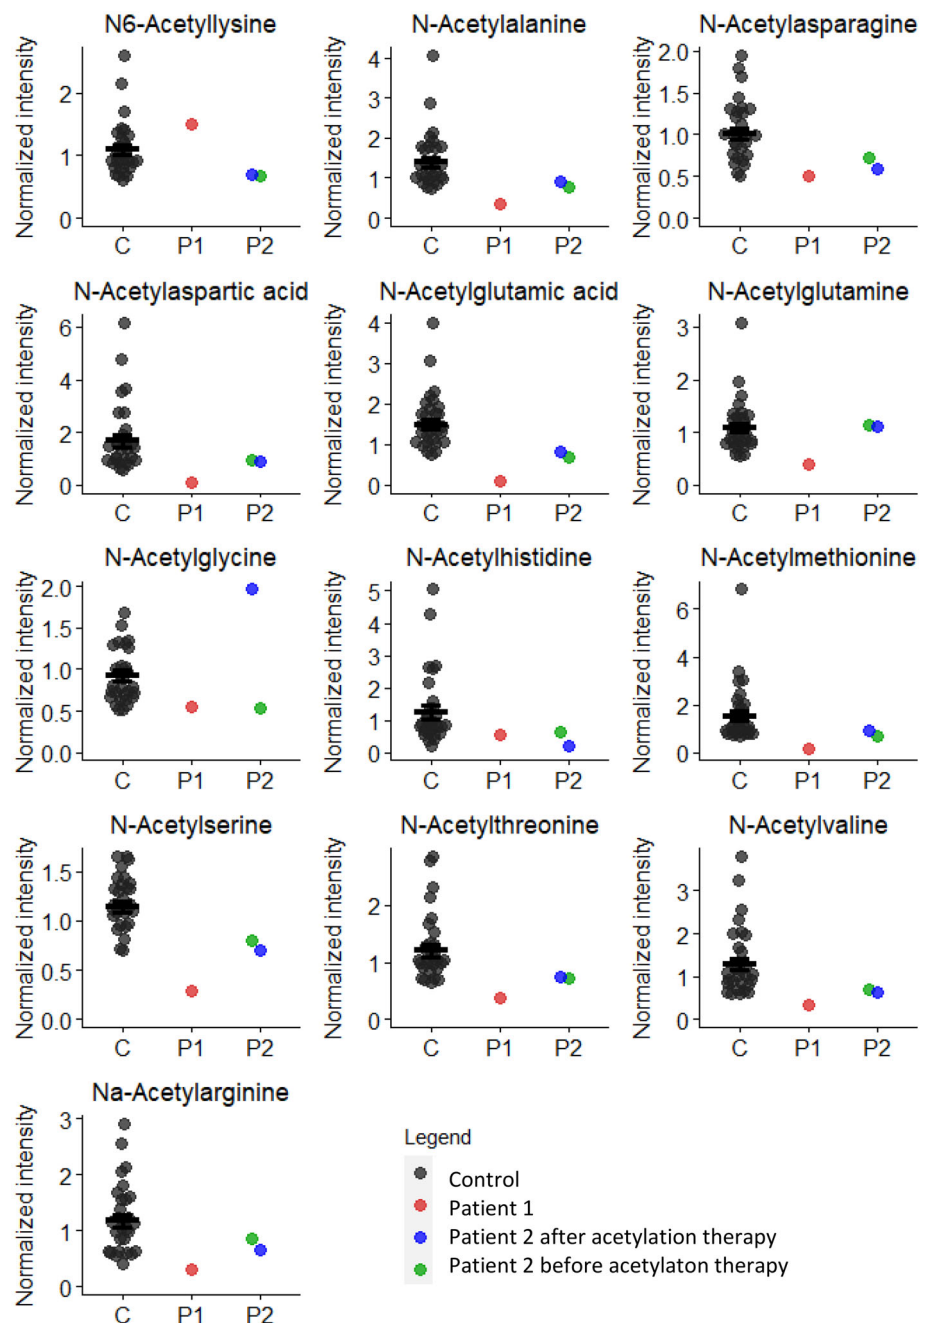 N6-Acetyllysine N-Acetylalanine N-Acetylasparagine
Normalized intensity
2
1
0
C P1 P2
Normalized intensity
4
3
2
1
0
C P1 P2
Normalized intensity
2.0
1.5
1.0
0.5
0.0
C P1 P2
N-Acetylaspartic acid N-Acetylglutamic acid N-Acetylglutamine
Normalized intensity
6
4
2
0
C P1 P2
Normalized intensity
4
3
2
1
0
C P1 P2
Normalized intensity
3
2
1
0
C P1 P2
N-Acetylglycine N-Acetylhistidine N-Acetylmethionine
Normalized intensity
2.0
1.5
1.0
0.5
0.0
C P1 P2
Normalized intensity
5
4
3
2
1
0
C P1 P2
Normalized intensity
6
4
2
0
C P1 P2
N-Acetylserine N-Acetylthreonine N-Acetylvaline
Normalized intensity
1.5
1.0
0.5
0.0
C P1 P2
Normalized intensity
2
1
0
C P1 P2
Normalized intensity
3
2
1
0
C P1 P2
Na-Acetylarginine
Normalized intensity
3
2
1
0
C P1 P2
Legend
Control
Patient 1
Patient 2 after acetylation therapy
Patient 2 before acetylaton therapy